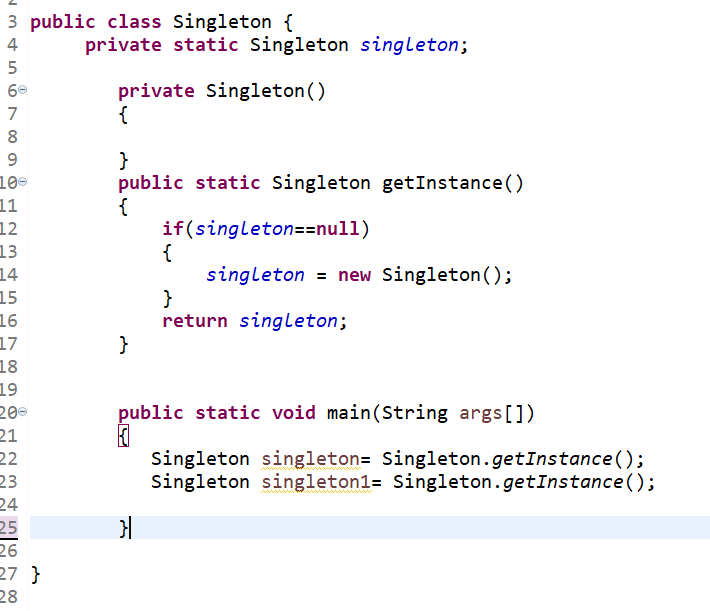 2
3 public class Singleton {
4 private static Singleton singleton;
5
6 private Singleton()
7 {
8
9 }
10 public static Singleton getInstance()
11 {
12 if(singleton==null)
13 {
14 singleton = new Singleton();
15 }
16 return singleton;
17 }
18
19
20 public static void main(String args[])
21 {
22 Singleton singleton= Singleton.getInstance();
23 Singleton singleton1= Singleton.getInstance();
24
25 }
26
27 }
28